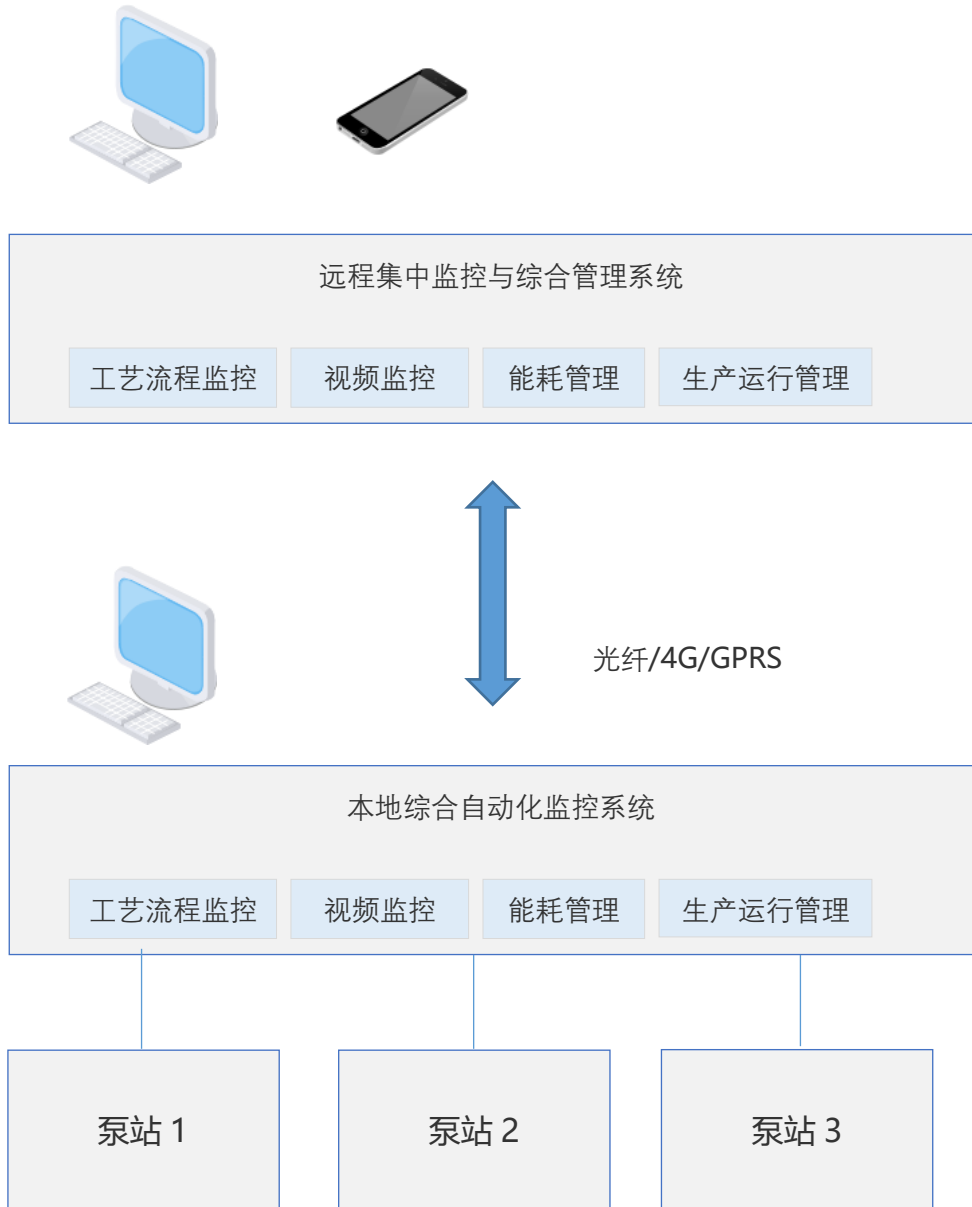 远程集中监控与综合管理系统
工艺流程监控 视频监控 能耗管理 生产运行管理
光纤/4G/GPRS
本地综合自动化监控系统
工艺流程监控 视频监控 能耗管理 生产运行管理
泵站 1 泵站 2 泵站 3